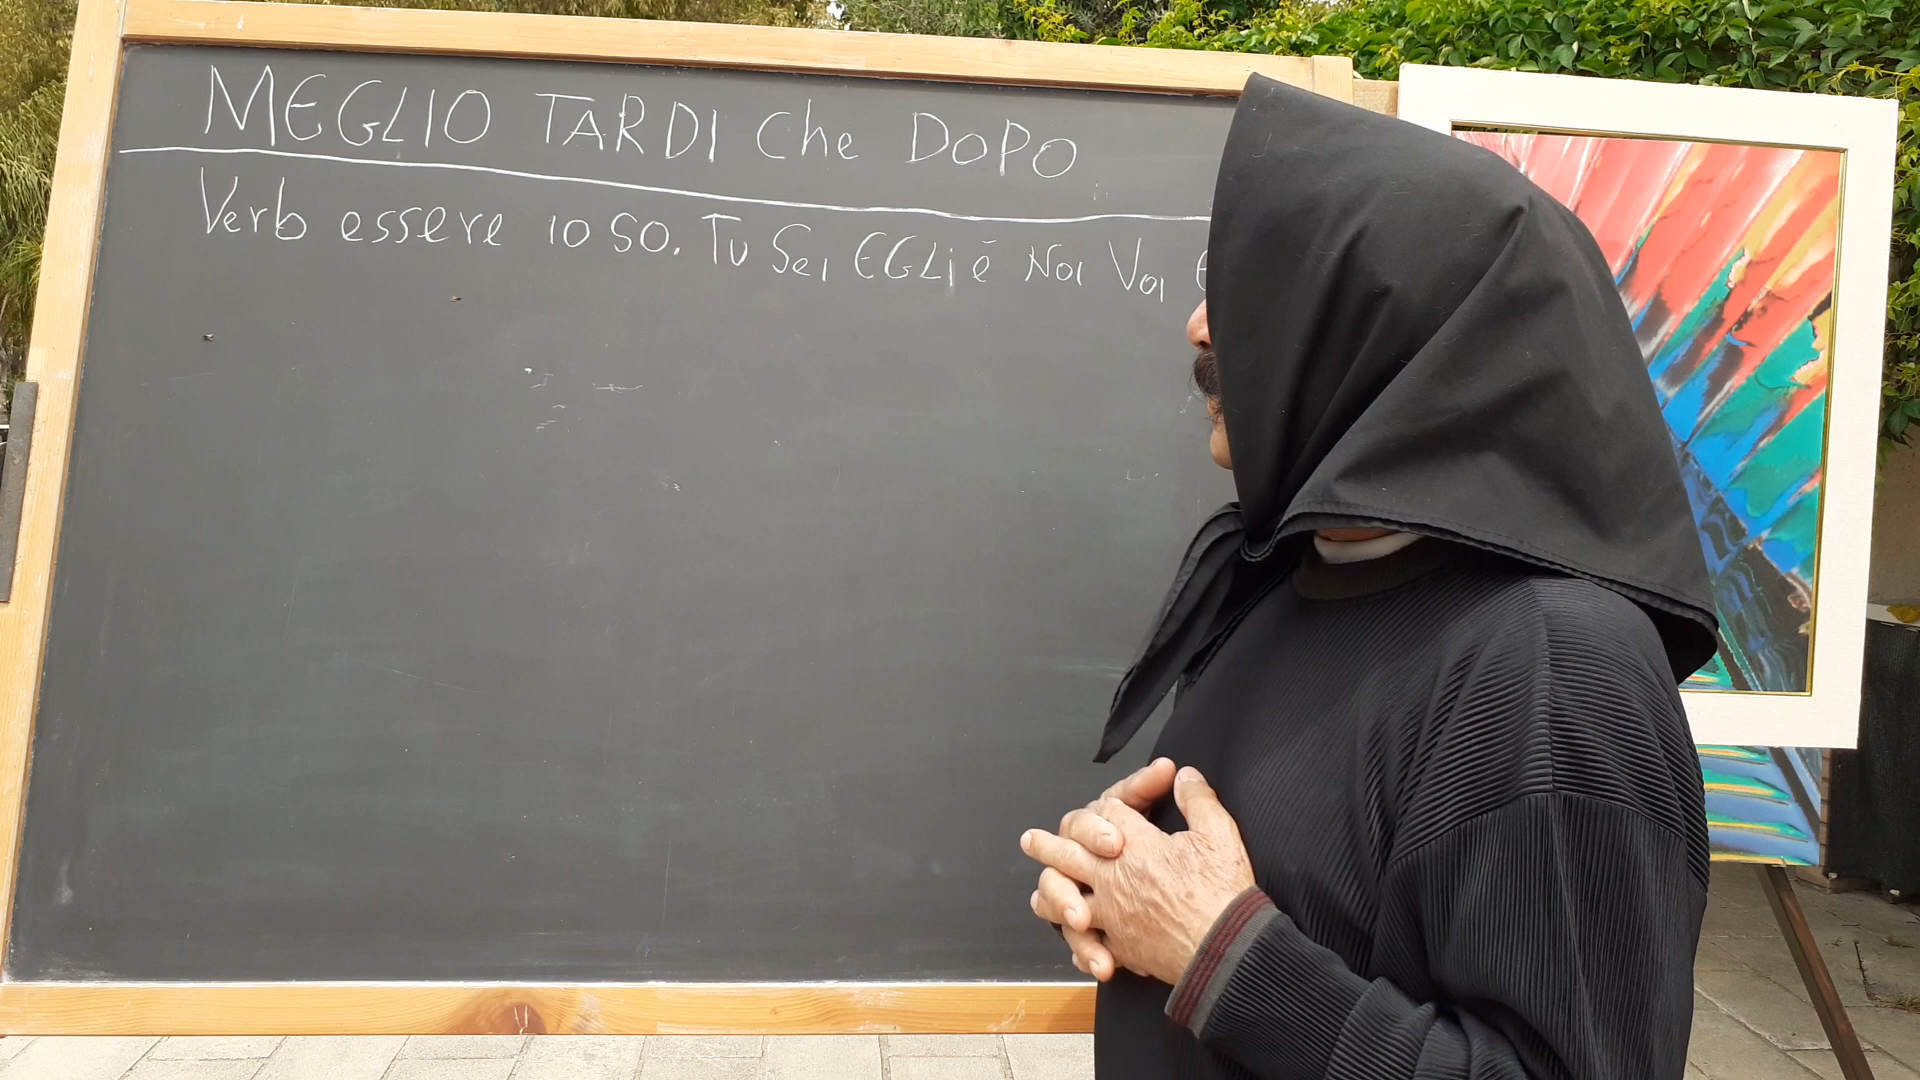 MEGLIO TARDI Che DOPO
Verb essere IO SO. TU Sei EGLi è NOI VOI